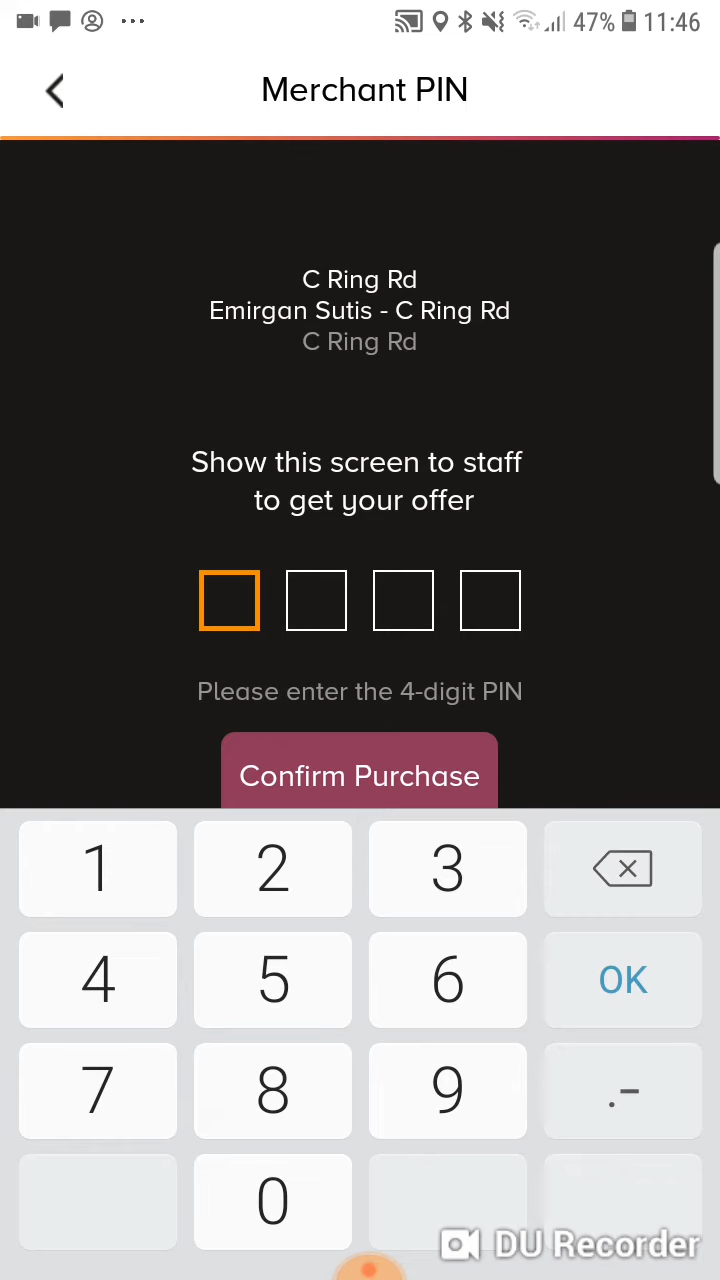 47% 11:46
Merchant PIN
C Ring Rd
Emirgan Sutis - C Ring Rd
C Ring Rd
Show this screen to staff
to get your offer
Please enter the 4-digit PIN
Confirm Purchase
1 2 3
4 5 6 OK
7 8 9 .-
0
DU Recorder